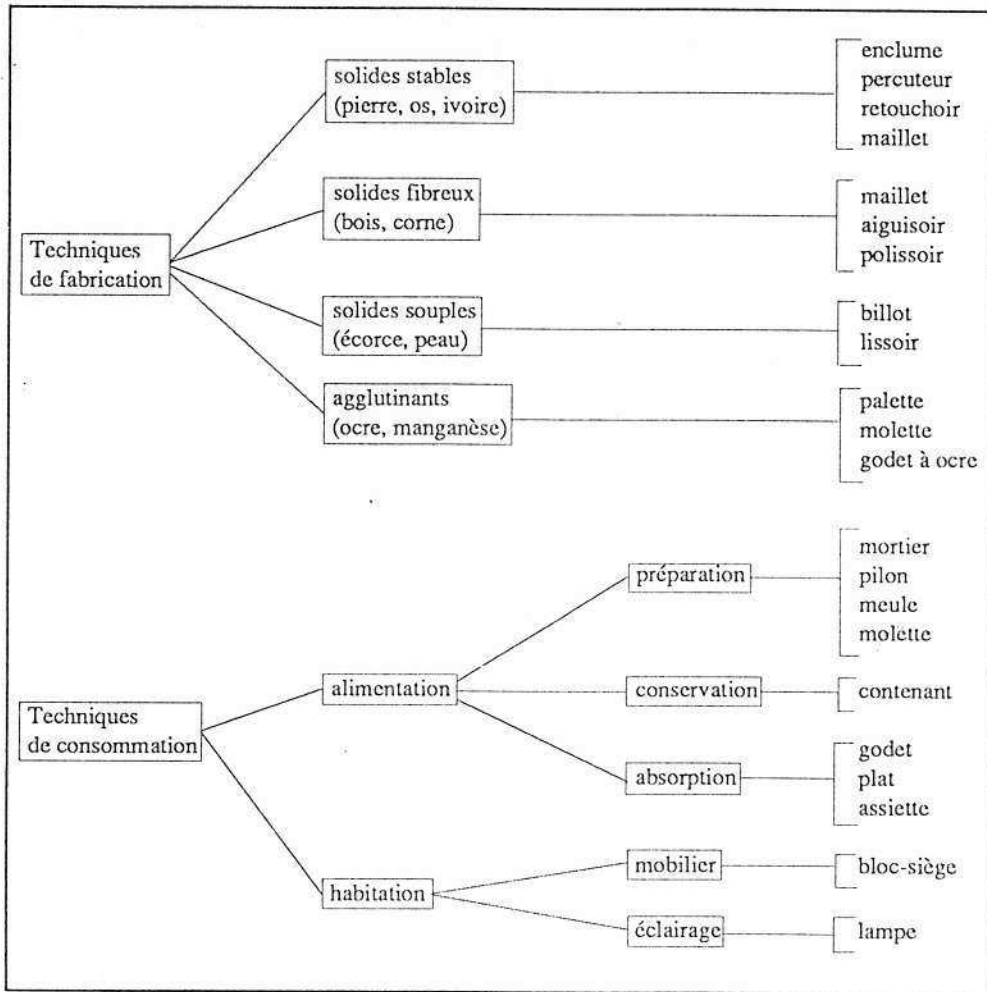 Techniques
de fabrication
solides stables
(pierre, os, ivoire)
enclume
percuteur
retouchoir
maillet
solides fibreux
(bois, corne)
maillet
aiguisoir
polissoir
solides souples
(écorce, peau)
billot
lissoir
agglutinants
(ocre, manganèse)
palette
molette
godet à ocre
Techniques
de consommation
alimentation
préparation
mortier
pilon
meule
molette
conservation
contenant
absorption
godet
plat
assiette
habitation
mobilier
bloc-siège
éclairage
lampe